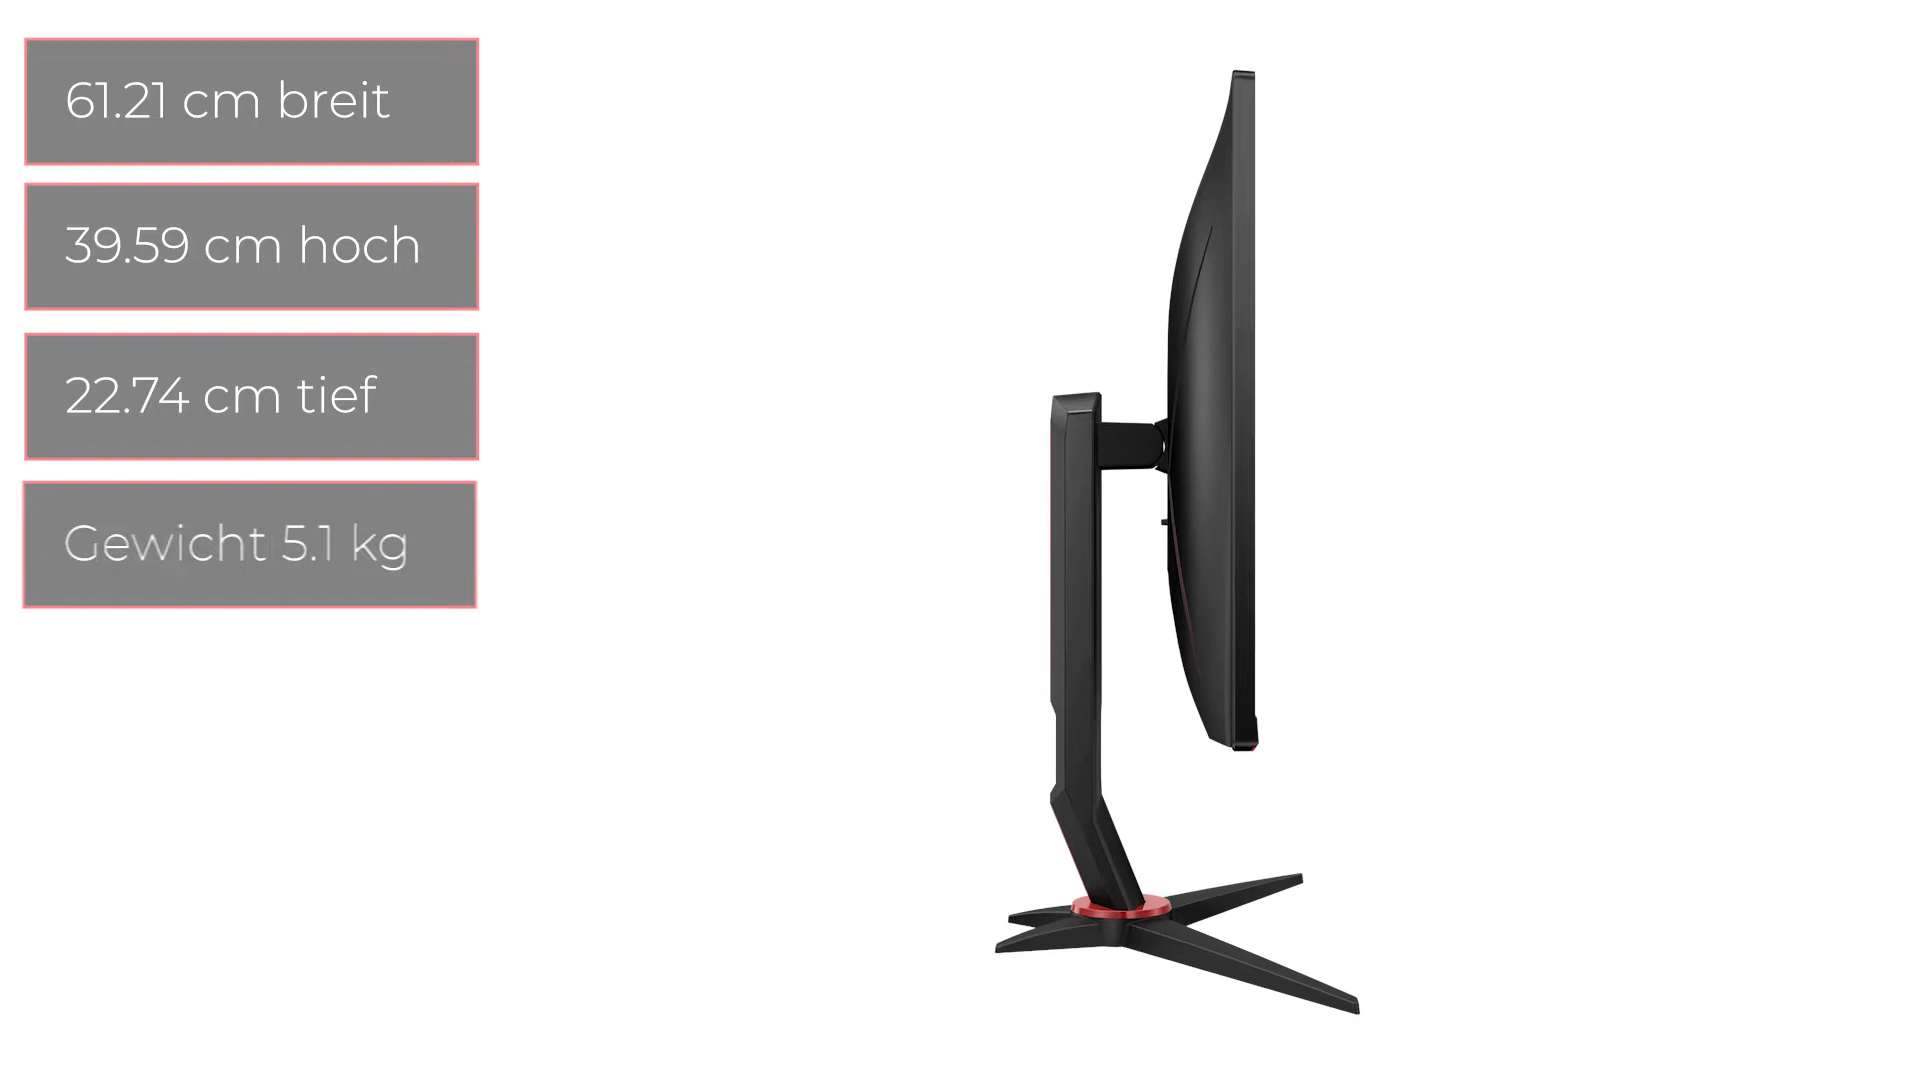 61.21 cm breit
39.59 cm hoch
22.74 cm tief
Gewicht 5.1 kg